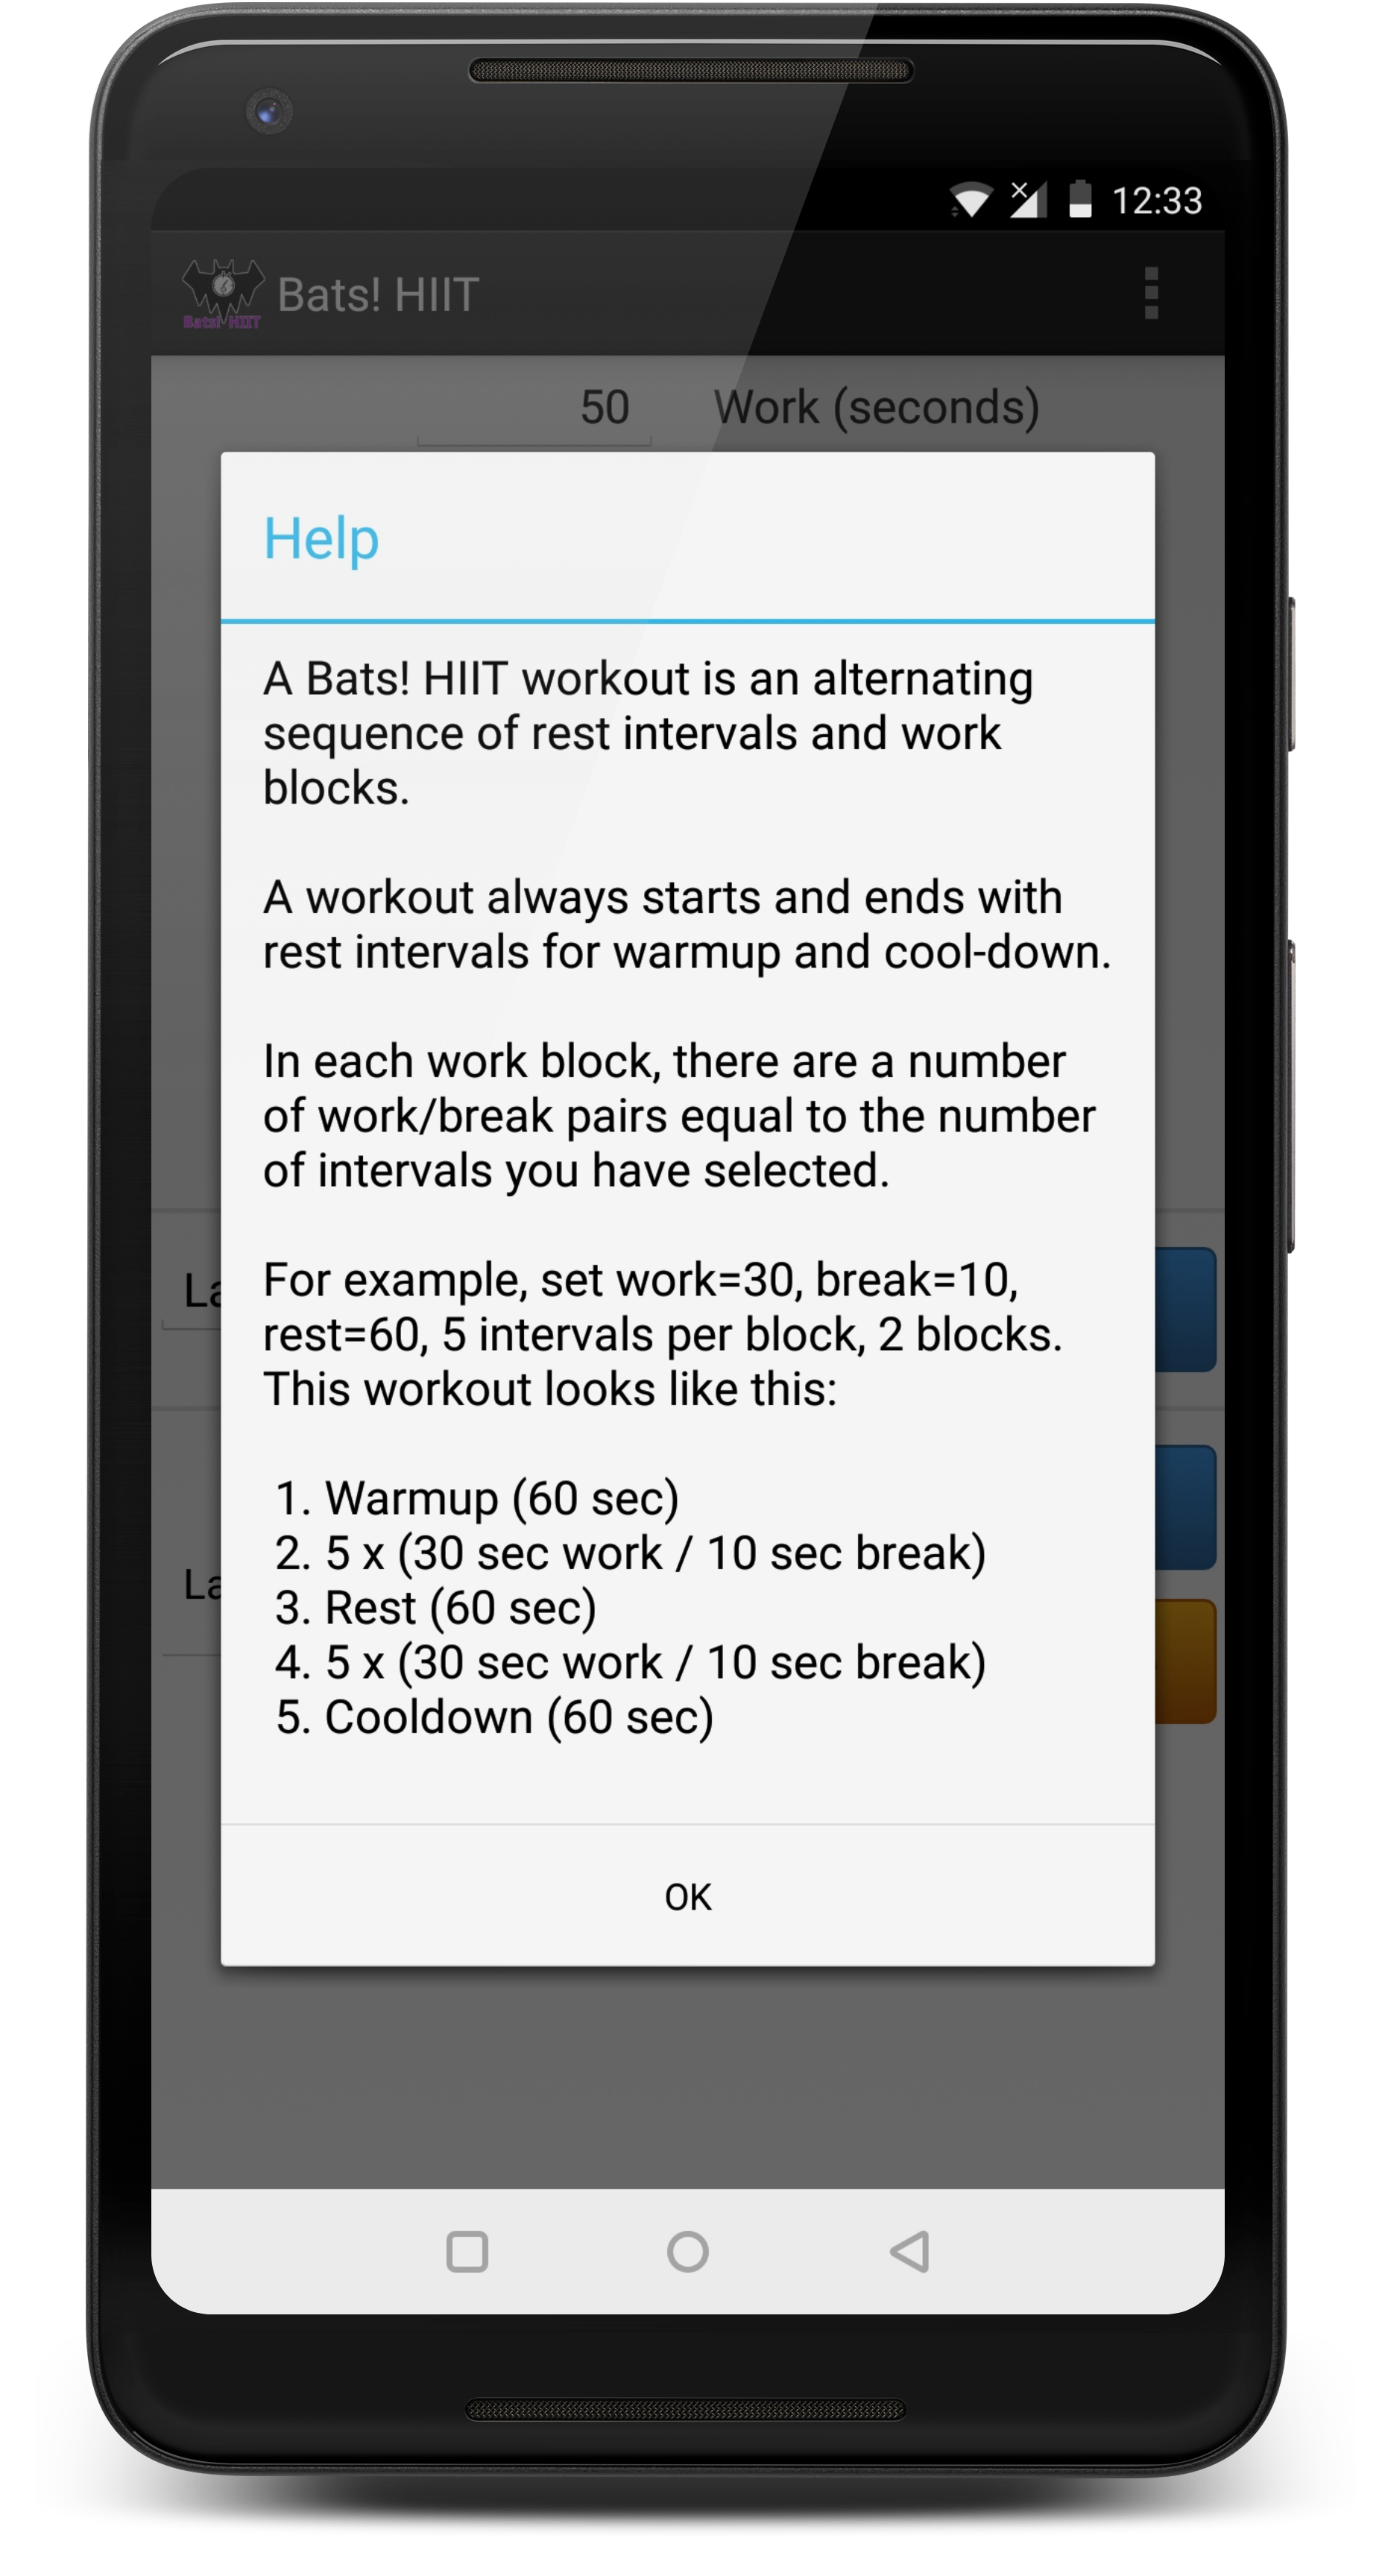 12:33
Bats! HIIT
Bats! HIIT
50 Work (seconds)
Help
A Bats! HIIT workout is an alternating
sequence of rest intervals and work
blocks.
A workout always starts and ends with
rest intervals for warmup and cool-down.
In each work block, there are a number
of work/break pairs equal to the number
of intervals you have selected.
For example, set work=30, break=10,
rest=60, 5 intervals per block, 2 blocks.
This workout looks like this:
1. Warmup (60 sec)
2. 5 x (30 sec work / 10 sec break)
3. Rest (60 sec)
4. 5 x (30 sec work / 10 sec break)
5. Cooldown (60 sec)
OK